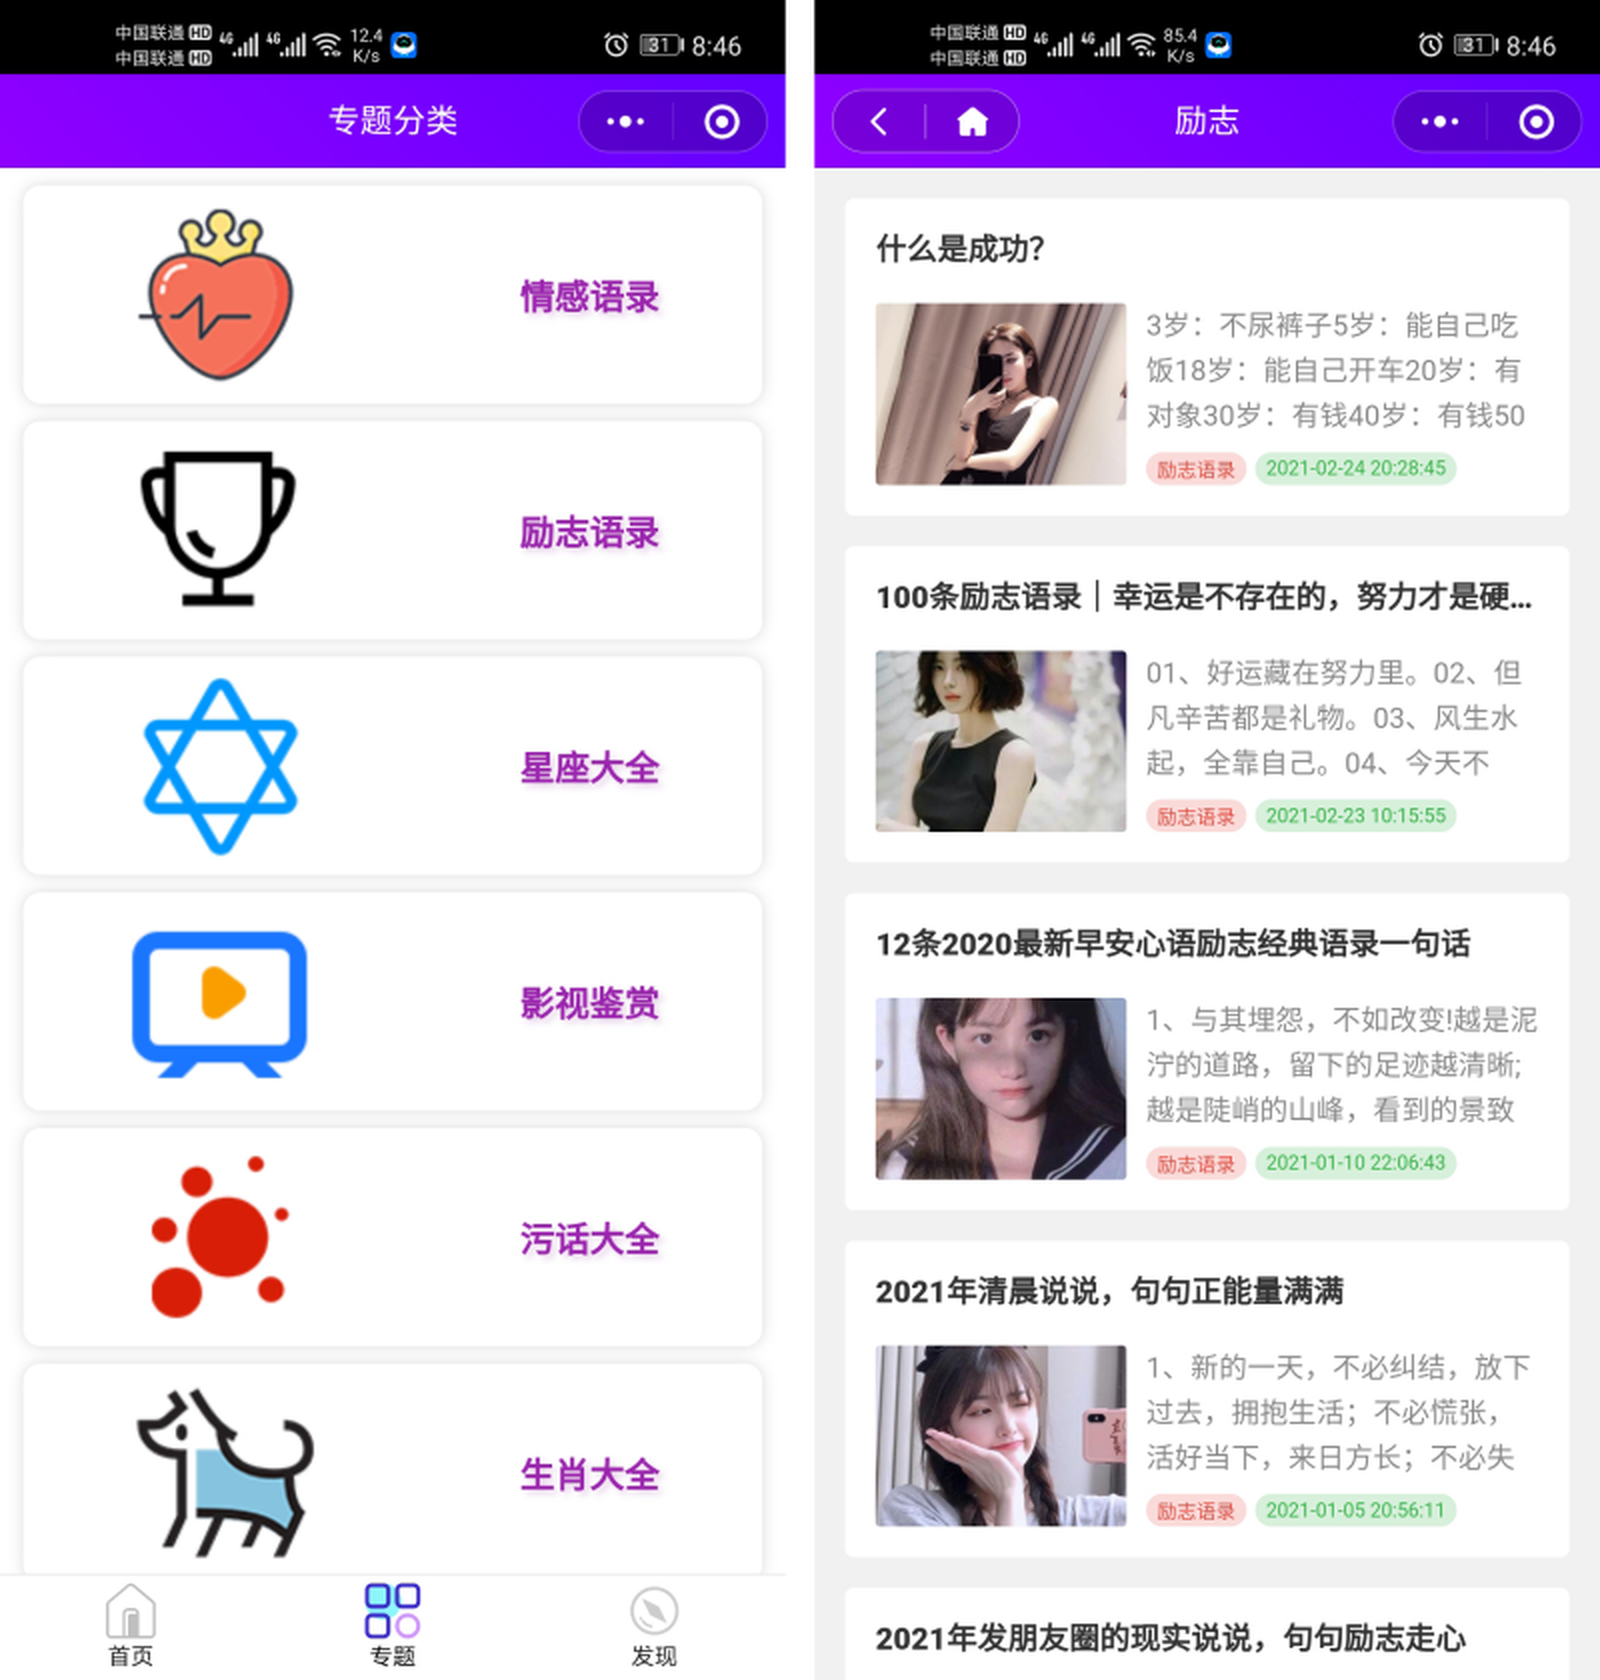 中国联通 HD
中国联通 HD
4G
4G
12.4
K/s
31
8:46
专题分类
情感语录
励志语录
星座大全
影视鉴赏
污话大全
生肖大全
首页
专题
发现
中国联通 HD
中国联通 HD
4G
4G
85.4
K/s
31
8:46
励志
什么是成功?
3岁：不尿裤子5岁：能自己吃
饭18岁：能自己开车20岁：有
对象30岁：有钱40岁：有钱50
励志语录 2021-02-24 20:28:45
100条励志语录｜幸运是不存在的，努力才是硬...
01、好运藏在努力里。02、但
凡辛苦都是礼物。03、风生水
起，全靠自己。04、今天不
励志语录 2021-02-23 10:15:55
12条2020最新早安心语励志经典语录一句话
1、与其埋怨，不如改变!越是泥
泞的道路，留下的足迹越清晰;
越是陡峭的山峰，看到的景致
励志语录 2021-01-10 22:06:43
2021年清晨说说，句句正能量满满
1、新的一天，不必纠结，放下
过去，拥抱生活；不必慌张，
活好当下，来日方长；不必失
励志语录 2021-01-05 20:56:11
2021年发朋友圈的现实说说，句句励志走心